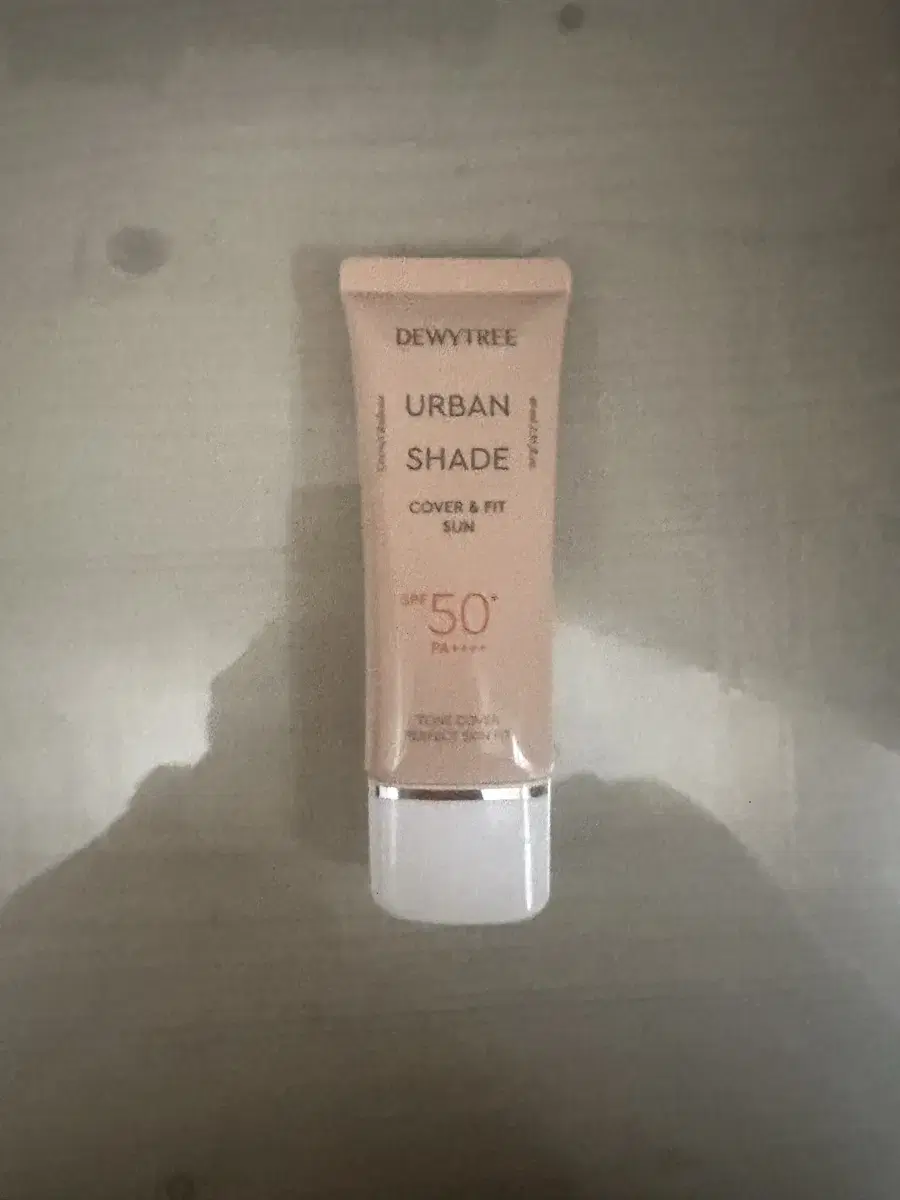 DEWYTREE
URBAN
SHADE
COVER & FIT
SUN
SPF 50+
PA++++
TONE COVER
PERFECT SKIN FIT